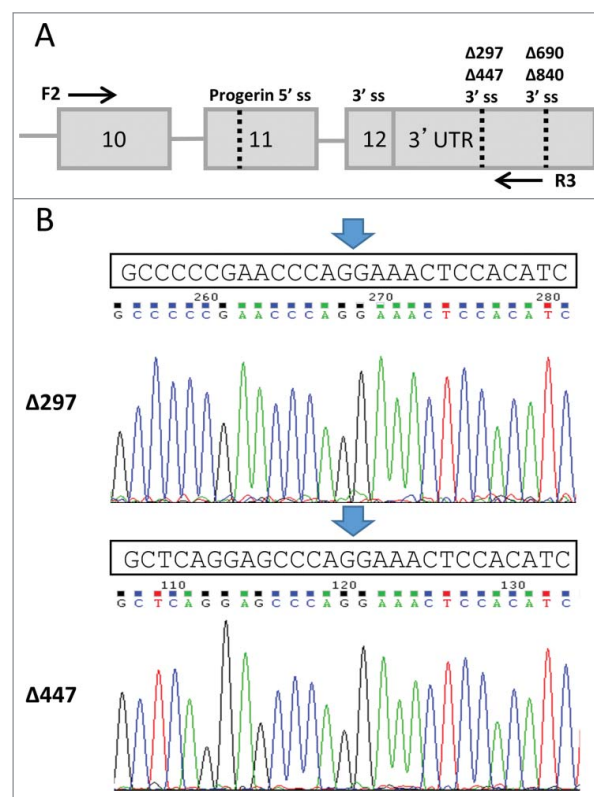 A
Δ297 Δ690
Δ447 Δ840
F2 Progerin 5' ss 3' ss 3' ss 3' ss
10 11 12 3' UTR
R3
B
GCCCCCGAACCCAGGAAACTCCACATC
260 270 280
G C C C C C G A A C C C A G G A A A C T C C A C A T C
Δ297
GCTCAGGAGCCCAGGAAACTCCACATC
110 120 130
G C T C A G G A G C C C A G G A A A C T C C A C A T C
Δ447